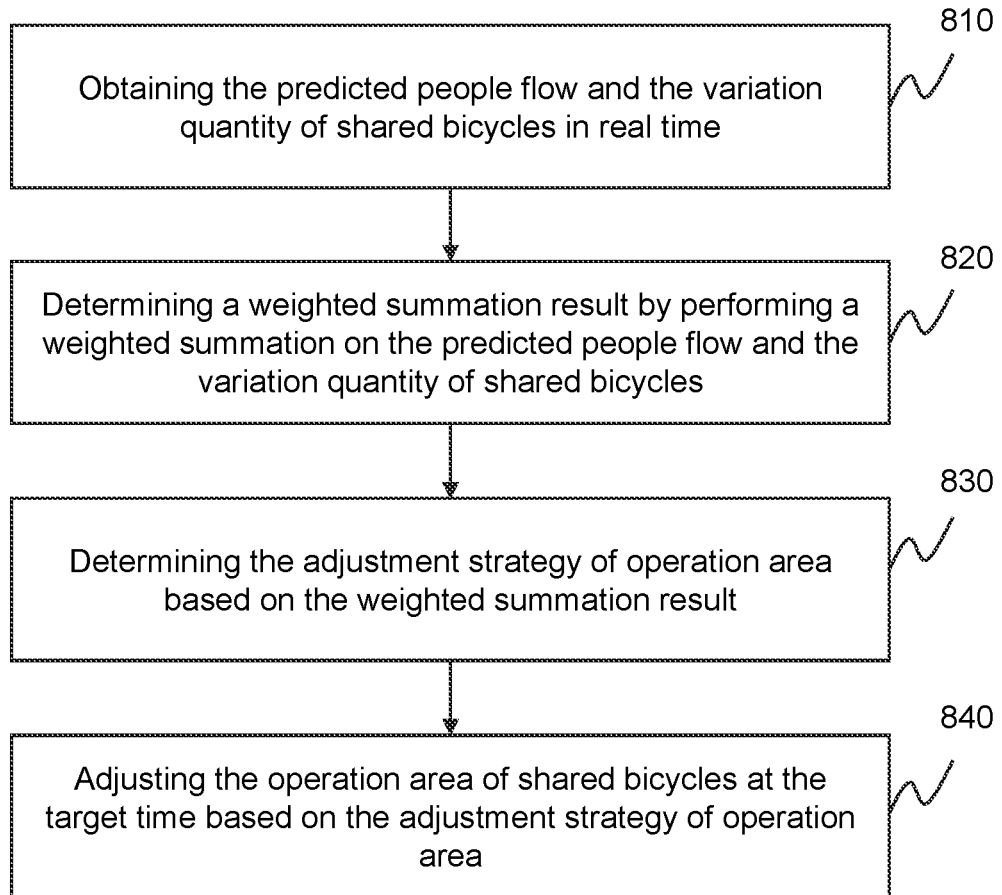 810
Obtaining the predicted people flow and the variation
quantity of shared bicycles in real time
820
Determining a weighted summation result by performing a
weighted summation on the predicted people flow and the
variation quantity of shared bicycles
830
Determining the adjustment strategy of operation area
based on the weighted summation result
840
Adjusting the operation area of shared bicycles at the
target time based on the adjustment strategy of operation
area